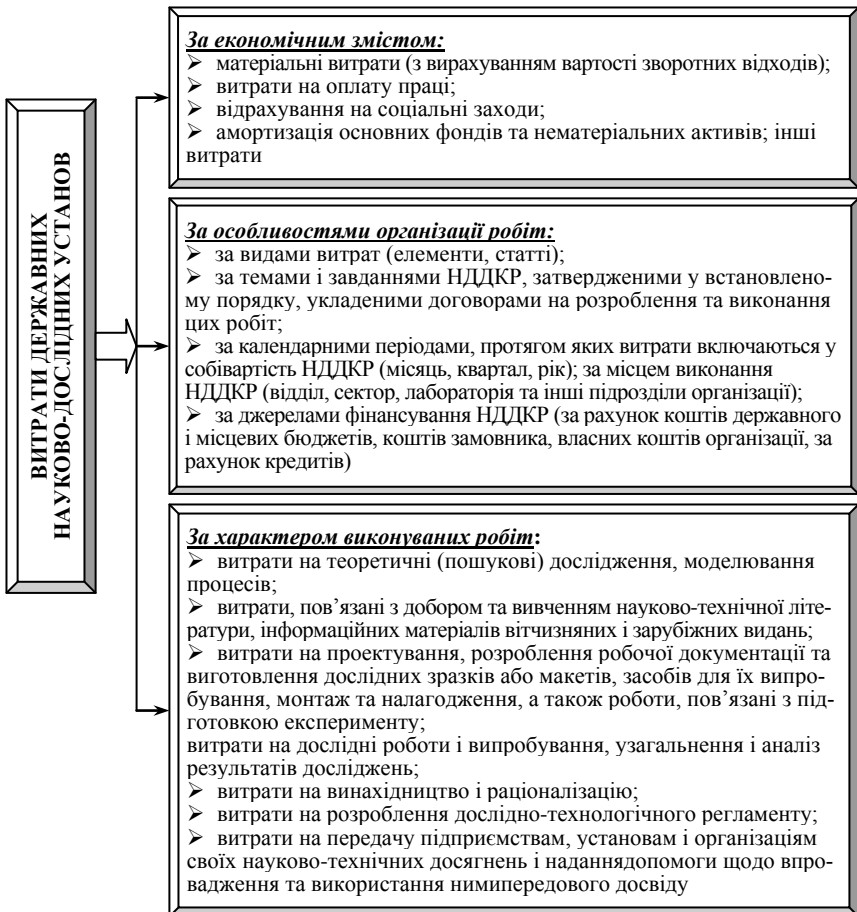 ВИТРАТИ ДЕРЖАВНИХ
НАУКОВО-ДОСЛІДНИХ УСТАНОВ
За економічним змістом:
➢ матеріальні витрати (з вирахуванням вартості зворотних відходів);
➢ витрати на оплату праці;
➢ відрахування на соціальні заходи;
➢ амортизація основних фондів та нематеріальних активів; інші
витрати
За особливостями організації робіт:
➢ за видами витрат (елементи, статті);
➢ за темами і завданнями НДДКР, затвердженими у встановлено-
му порядку, укладеними договорами на розроблення та виконання
цих робіт;
➢ за календарними періодами, протягом яких витрати включаються у
собівартість НДДКР (місяць, квартал, рік); за місцем виконання
НДДКР (відділ, сектор, лабораторія та інші підрозділи організації);
➢ за джерелами фінансування НДДКР (за рахунок коштів державного
і місцевих бюджетів, коштів замовника, власних коштів організації, за
рахунок кредитів)
За характером виконуваних робіт:
➢ витрати на теоретичні (пошукові) дослідження, моделювання
процесів;
➢ витрати, пов’язані з добором та вивченням науково-технічної літе-
ратури, інформаційних матеріалів вітчизняних і зарубіжних видань;
➢ витрати на проектування, розроблення робочої документації та
виготовлення дослідних зразків або макетів, засобів для їх випро-
бування, монтаж та налагодження, а також роботи, пов’язані з під-
готовкою експерименту;
витрати на дослідні роботи і випробування, узагальнення і аналіз
результатів досліджень;
➢ витрати на винахідництво і раціоналізацію;
➢ витрати на розроблення дослідно-технологічного регламенту;
➢ витрати на передачу підприємствам, установам і організаціям
своїх науково-технічних досягнень і наданнядопомоги щодо впро-
вадження та використання нимипередового досвіду